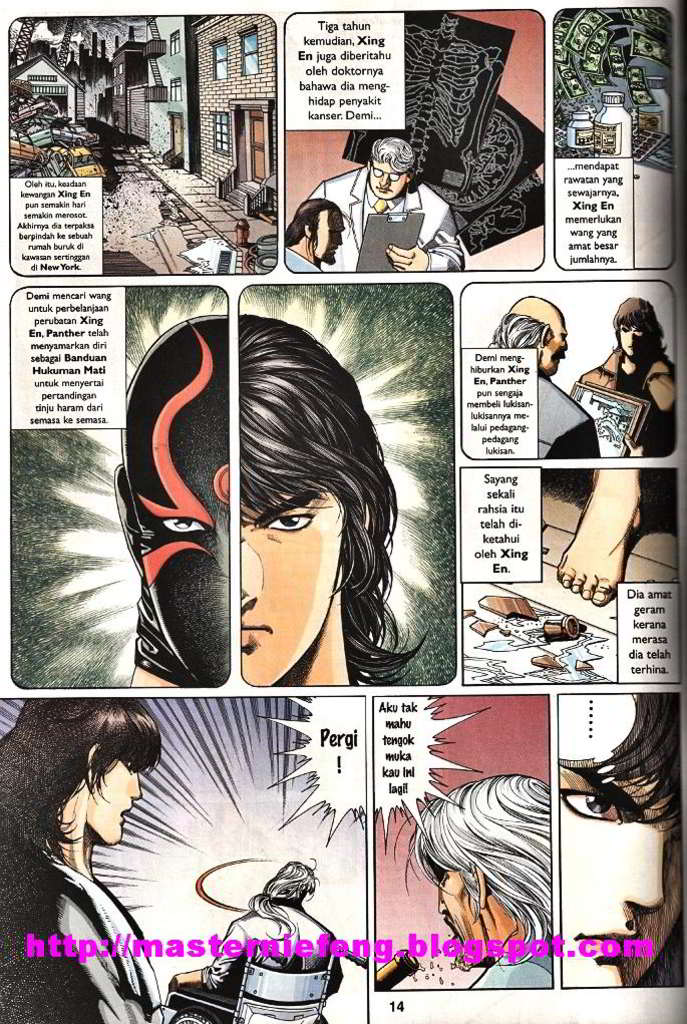 Oleh itu, keadaan
kewangan Xing En
pun semakin hari
semakin merosot.
Akhirnya dia terpaksa
berpindah ke sebuah
rumah buruk di
kawasan sertinggan
di New York.
Tiga tahun
kemudian, Xing
En juga diberitahu
oleh doktornya
bahawa dia meng-
hidap penyakit
kanser. Demi...
...mendapat
rawatan yang
sewajarnya,
Xing En
memerlukan
wang yang
amat besar
jumlahnya.
Demi mencari wang
untuk perbelanjaan
perubatan Xing
En, Panther telah
menyamarkan diri
sebagai Banduan
Hukuman Mati
untuk menyertai
pertandingan
tinju haram dari
semasa ke semasa.
Demi meng-
hiburkan Xing
En, Panther
pun sengaja
membeli lukisan-
lukisannya me-
lalui pedagang-
pedagang
lukisan.
Sayang
sekali
rahsia itu
telah di-
ketahui
oleh Xing
En.
Dia amat
geram
kerana
merasa
dia telah
terhina.
Pergi
!
Aku tak
mahu
tengok
muka
kau ini
lagi!
......
http://masterniefeng.blogspot.com
14